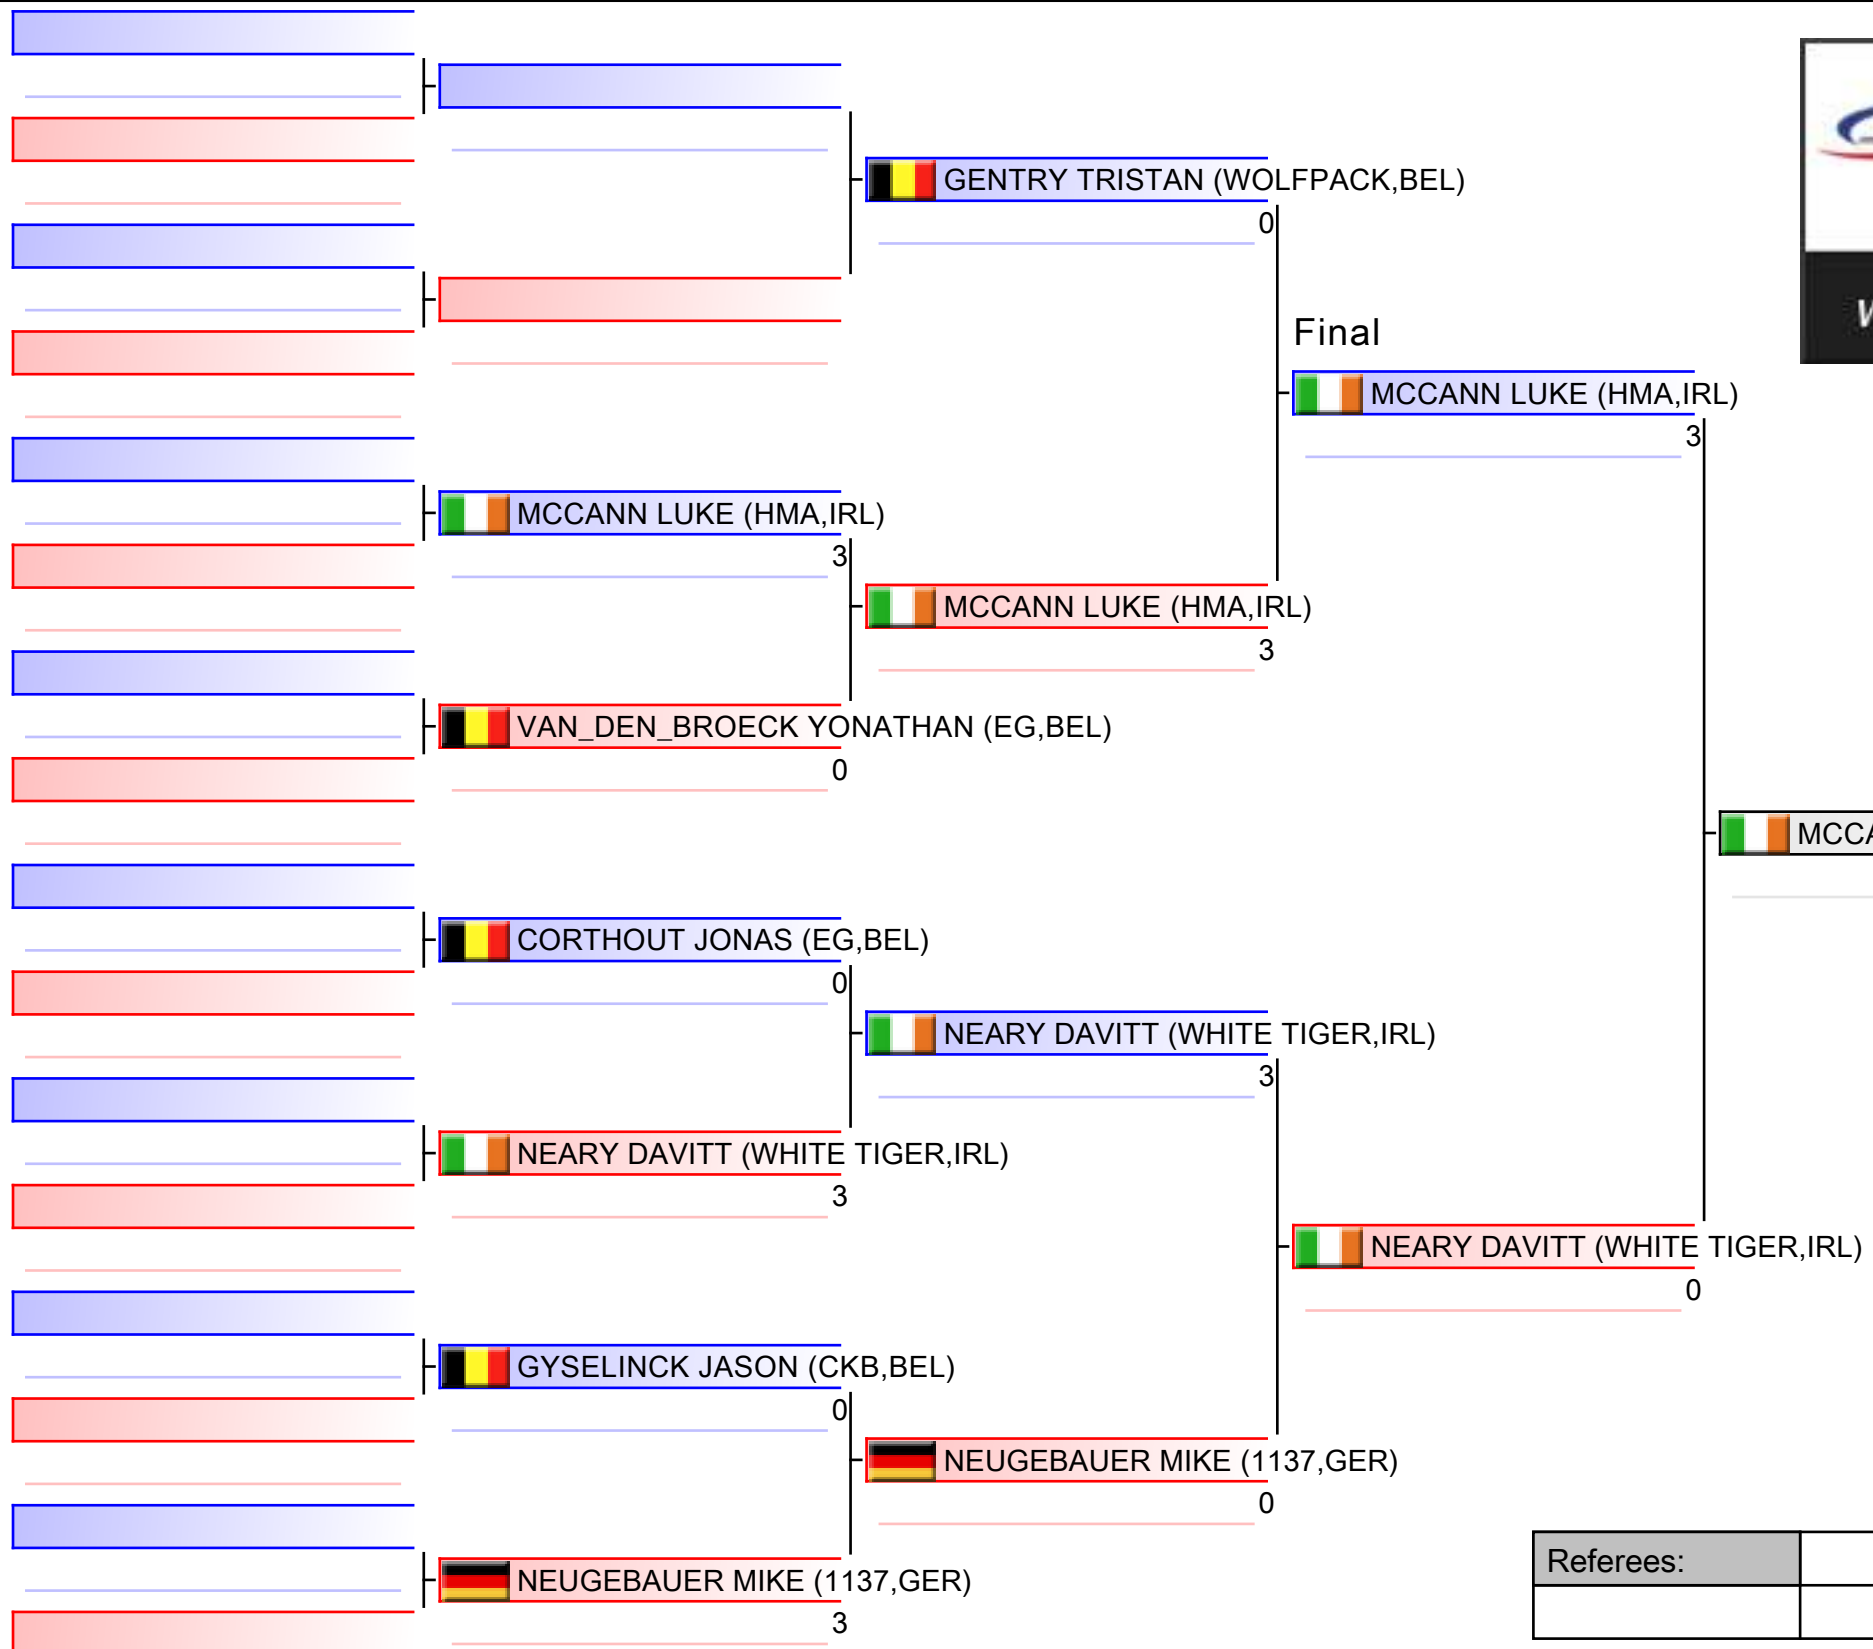 GENTRY TRISTAN (WOLFPACK,BEL)
0
Final
MCCANN LUKE (HMA,IRL)
3
MCCANN LUKE (HMA,IRL)
3
MCCANN LUKE (HMA,IRL)
3
VAN_DEN_BROECK YONATHAN (EG,BEL)
0
CORTHOUT JONAS (EG,BEL)
0
NEARY DAVITT (WHITE TIGER,IRL)
3
NEARY DAVITT (WHITE TIGER,IRL)
3
NEARY DAVITT (WHITE TIGER,IRL)
0
GYSELINCK JASON (CKB,BEL)
0
NEUGEBAUER MIKE (1137,GER)
0
NEUGEBAUER MIKE (1137,GER)
3
Referees: